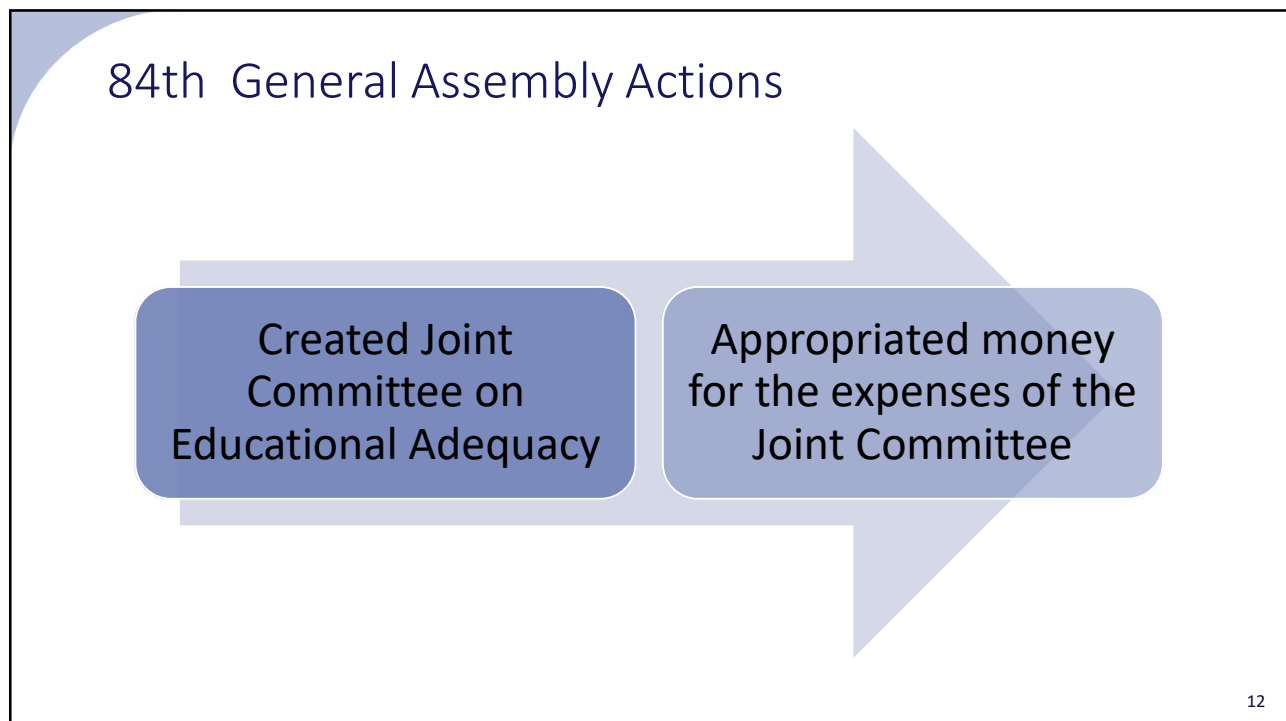 84th General Assembly Actions
Created Joint
Committee on
Educational Adequacy
Appropriated money
for the expenses of the
Joint Committee
12